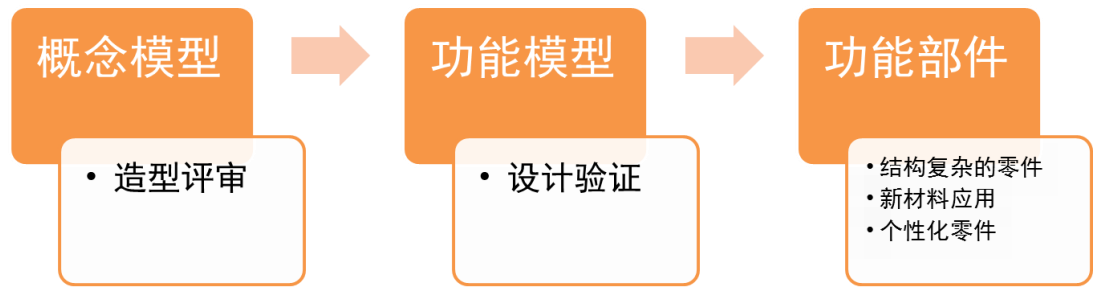 概念模型
• 造型评审
功能模型
• 设计验证
功能部件
• 结构复杂的零件
• 新材料应用
• 个性化零件